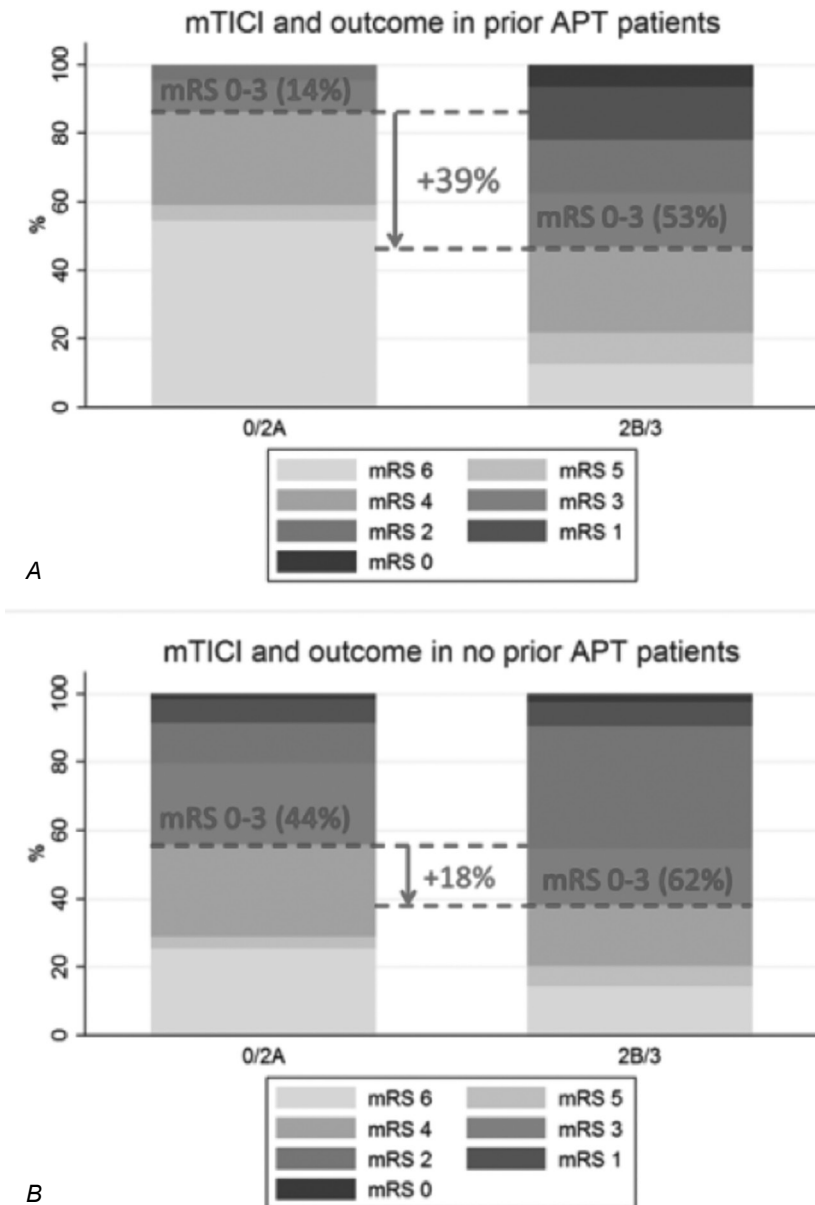 mTICI and outcome in prior APT patients
100
80
60
40
20
0
%
mRS 0-3 (14%)
+39%
mRS 0-3 (53%)
0/2A
2B/3
mRS 6
mRS 5
mRS 4
mRS 3
mRS 2
mRS 1
mRS 0
A
mTICI and outcome in no prior APT patients
100
80
60
40
20
0
%
mRS 0-3 (44%)
+18%
mRS 0-3 (62%)
0/2A
2B/3
mRS 6
mRS 5
mRS 4
mRS 3
mRS 2
mRS 1
mRS 0
B